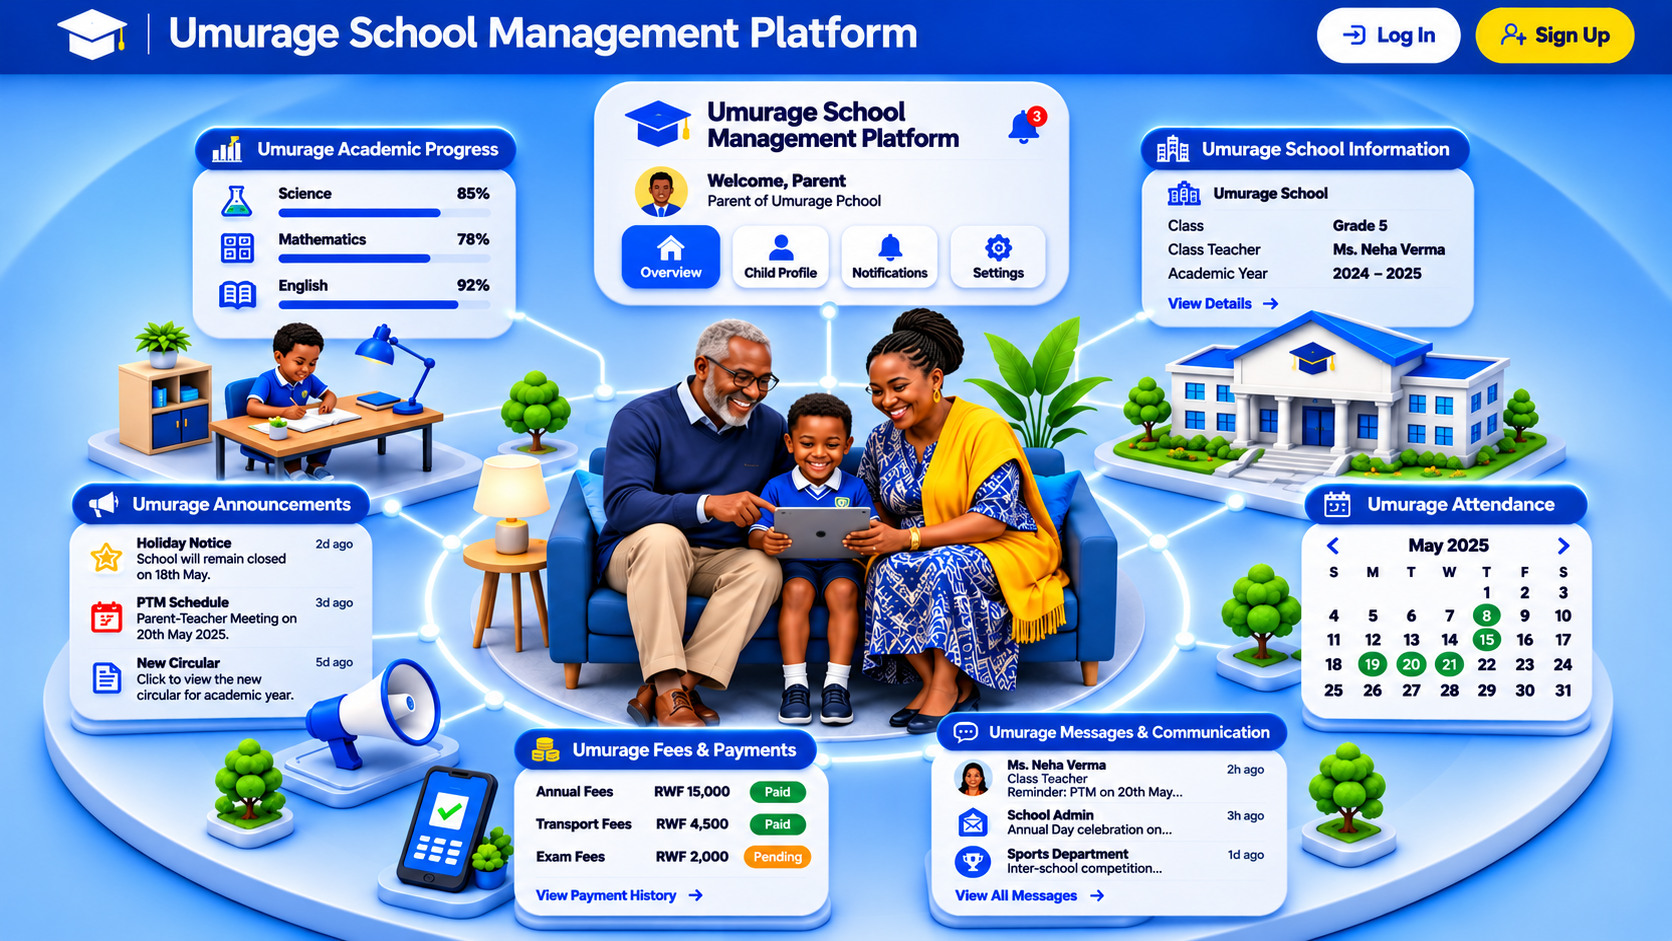 Umurage School Management Platform
Log In
Sign Up
Umurage School
Management Platform
3
Welcome, Parent
Parent of Umurage Pchool
Overview
Child Profile
Notifications
Settings
Umurage Academic Progress
Science 85%
Mathematics 78%
English 92%
Umurage School Information
Umurage School
Class Grade 5
Class Teacher Ms. Neha Verma
Academic Year 2024 – 2025
View Details
Umurage Announcements
Holiday Notice 2d ago
School will remain closed
on 18th May.
PTM Schedule 3d ago
Parent-Teacher Meeting on
20th May 2025.
New Circular 5d ago
Click to view the new
circular for academic year.
Umurage Attendance
May 2025
S M T W T F S
1 2 3
4 5 6 7 8 9 10
11 12 13 14 15 16 17
18 19 20 21 22 23 24
25 26 27 28 29 30 31
Umurage Fees & Payments
Annual Fees RWF 15,000 Paid
Transport Fees RWF 4,500 Paid
Exam Fees RWF 2,000 Pending
View Payment History
Umurage Messages & Communication
Ms. Neha Verma 2h ago
Class Teacher
Reminder: PTM on 20th May...
School Admin 3h ago
Annual Day celebration on...
Sports Department 1d ago
Inter-school competition...
View All Messages